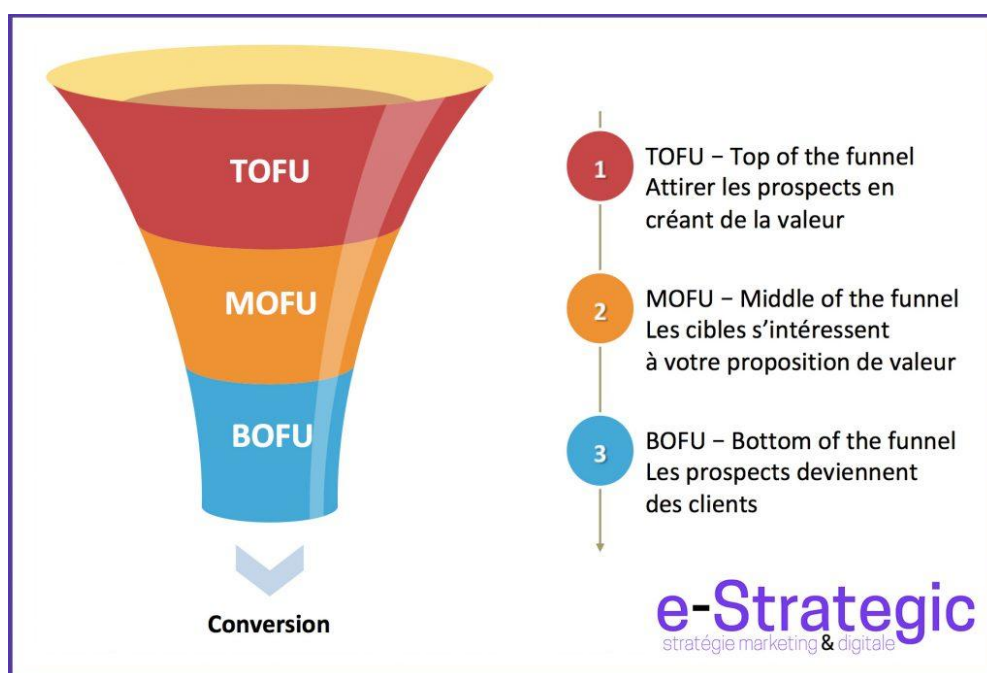 TOFU
MOFU
BOFU
Conversion
1
TOFU – Top of the funnel
Attirer les prospects en
créant de la valeur
2
MOFU – Middle of the funnel
Les cibles s’intéressent
à votre proposition de valeur
3
BOFU – Bottom of the funnel
Les prospects deviennent
des clients
e-Strategic
stratégie marketing & digitale